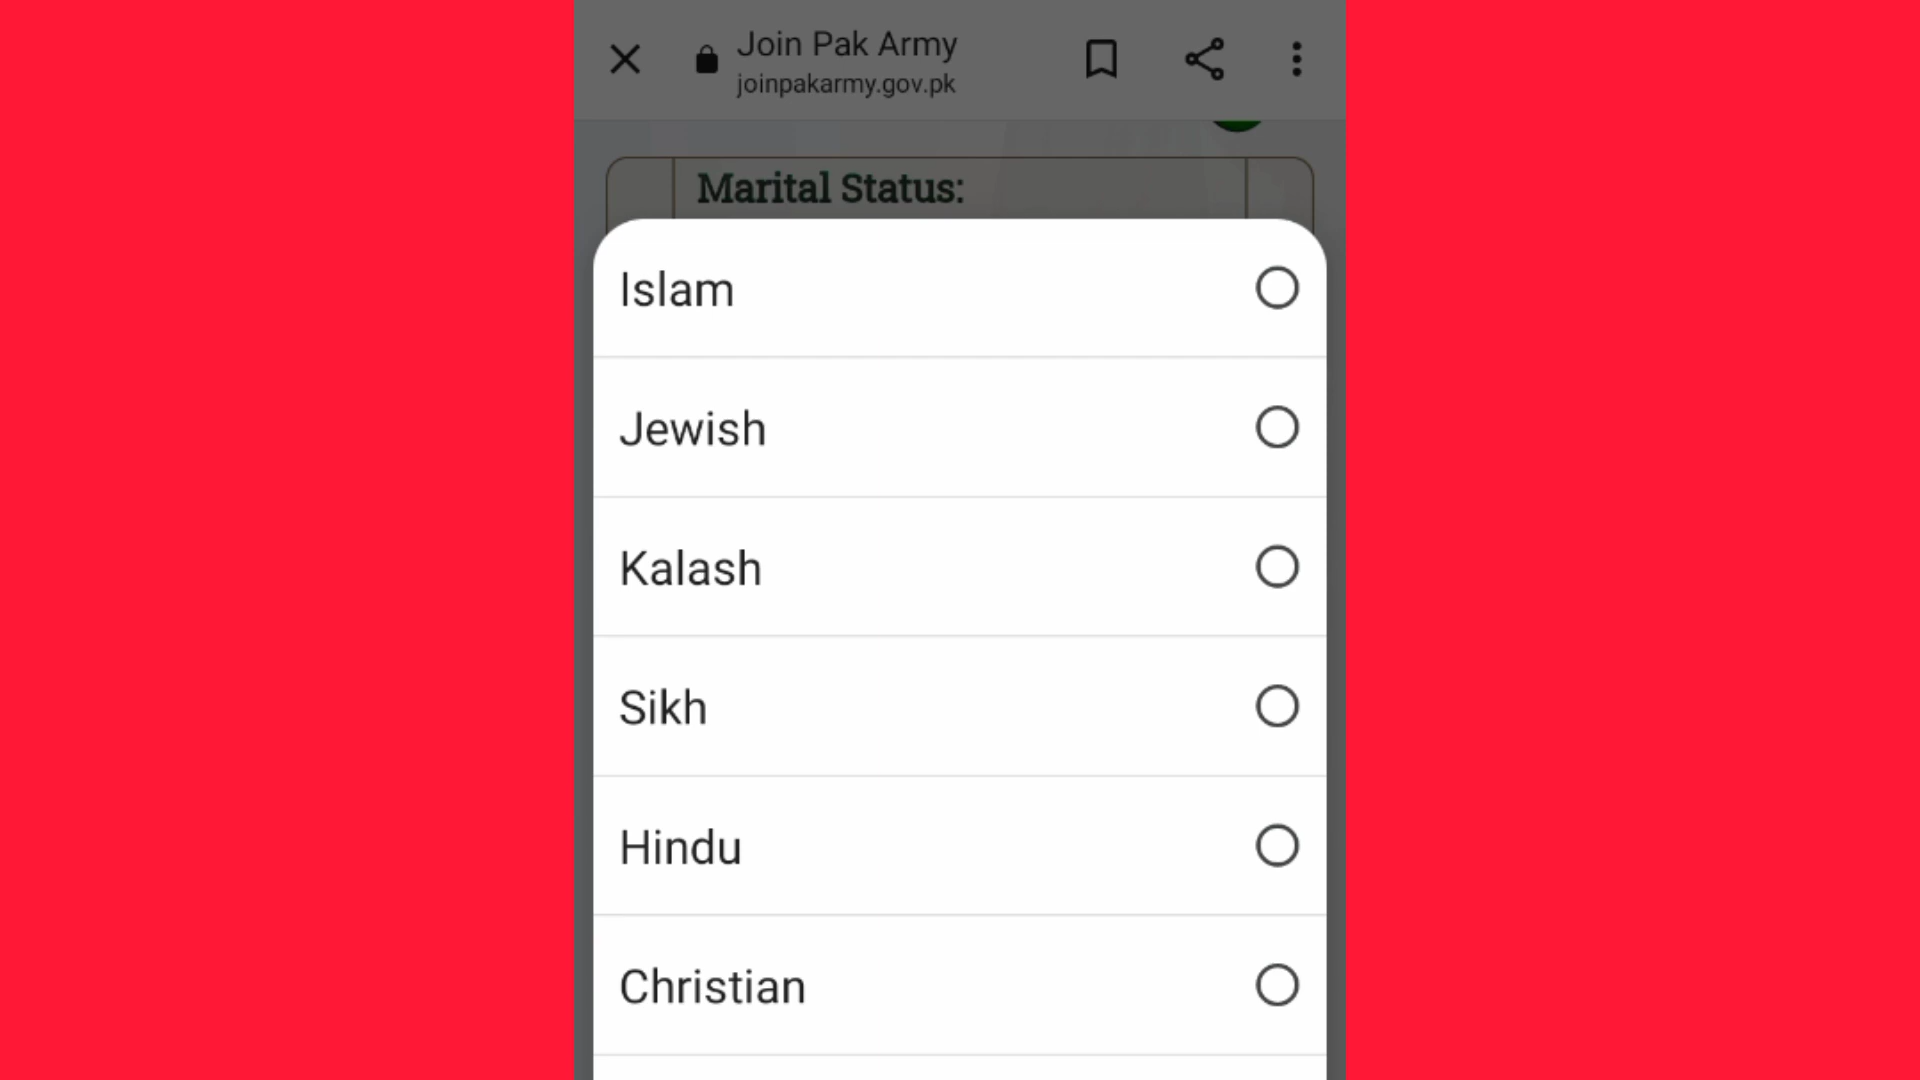 Join Pak Army
joinpakarmy.gov.pk
Marital Status:
Islam
Jewish
Kalash
Sikh
Hindu
Christian